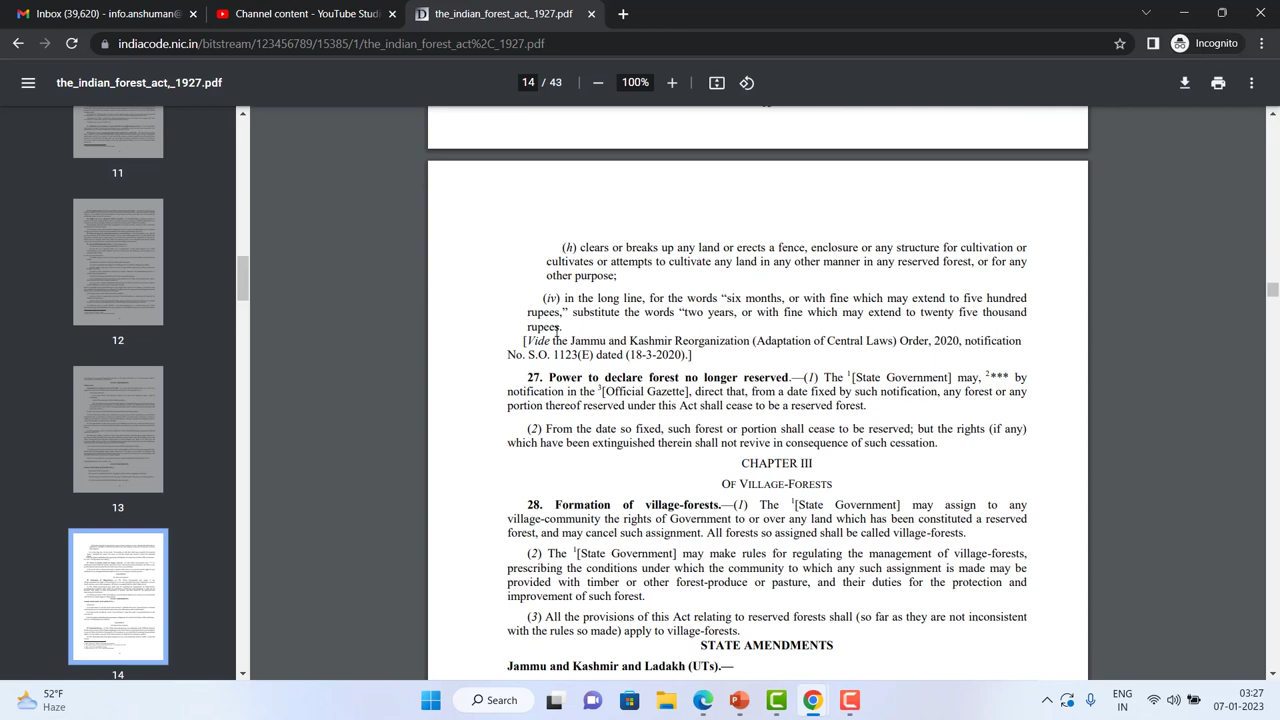 Inbox (39,620) - info.anshuman@
Channel content - YouTube Studi
the_indian_forest_act,_1927.pdf
indiacode.nic.in/bitstream/123456789/15385/1/the_indian_forest_act%2C_1927.pdf
Incognito
the_indian_forest_act,_1927.pdf
14 / 43
100%
11
12
13
14
(h) clears or breaks up any land or erects a fence, enclosure or any structure for cultivation or
cultivates or attempts to cultivate any land in any other manner in any reserved forest, or for any
other purpose;
(iv) in the long line, for the words “six months, or with fine which may extend to five hundred
rupees,” substitute the words “two years, or with fine which may extend to twenty five thousand
rupees.
[Vide the Jammu and Kashmir Reorganization (Adaptation of Central Laws) Order, 2020, notification
No. S.O. 1123(E) dated (18-3-2020).]
27. Power to declare forest no longer reserved.—(1) The 1[State Government] may, 2*** by
notification in the 3[Official Gazette], direct that, from a date fixed by such notification, any forest or any
portion thereof reserved under this Act shall cease to be a reserved forest.
(2) From the date so fixed, such forest or portion shall cease to be reserved; but the rights (if any)
which have been extinguished therein shall not revive in consequence of such cessation.
CHAPTER III
OF VILLAGE-FORESTS
28. Formation of village-forests.—(1) The 1[State Government] may assign to any
village-community the rights of Government to or over any land which has been constituted a reserved
forest, and may cancel such assignment. All forests so assigned shall be called village-forests.
(2) The 1[State Government] may make rules for regulating the management of village-forests,
prescribing the conditions under which the community to which any such assignment is made may be
provided with timber or other forest-produce or pasture, and their duties for the protection and
improvement of such forest.
(3) All the provisions of this Act relating to reserved forests shall (so far as they are not inconsistent
with the rules so made) apply to village-forests.
STATE AMENDMENTS
Jammu and Kashmir and Ladakh (UTs).—
52°F
Haze
Search
ENG
IN
03:27
07-01-2023